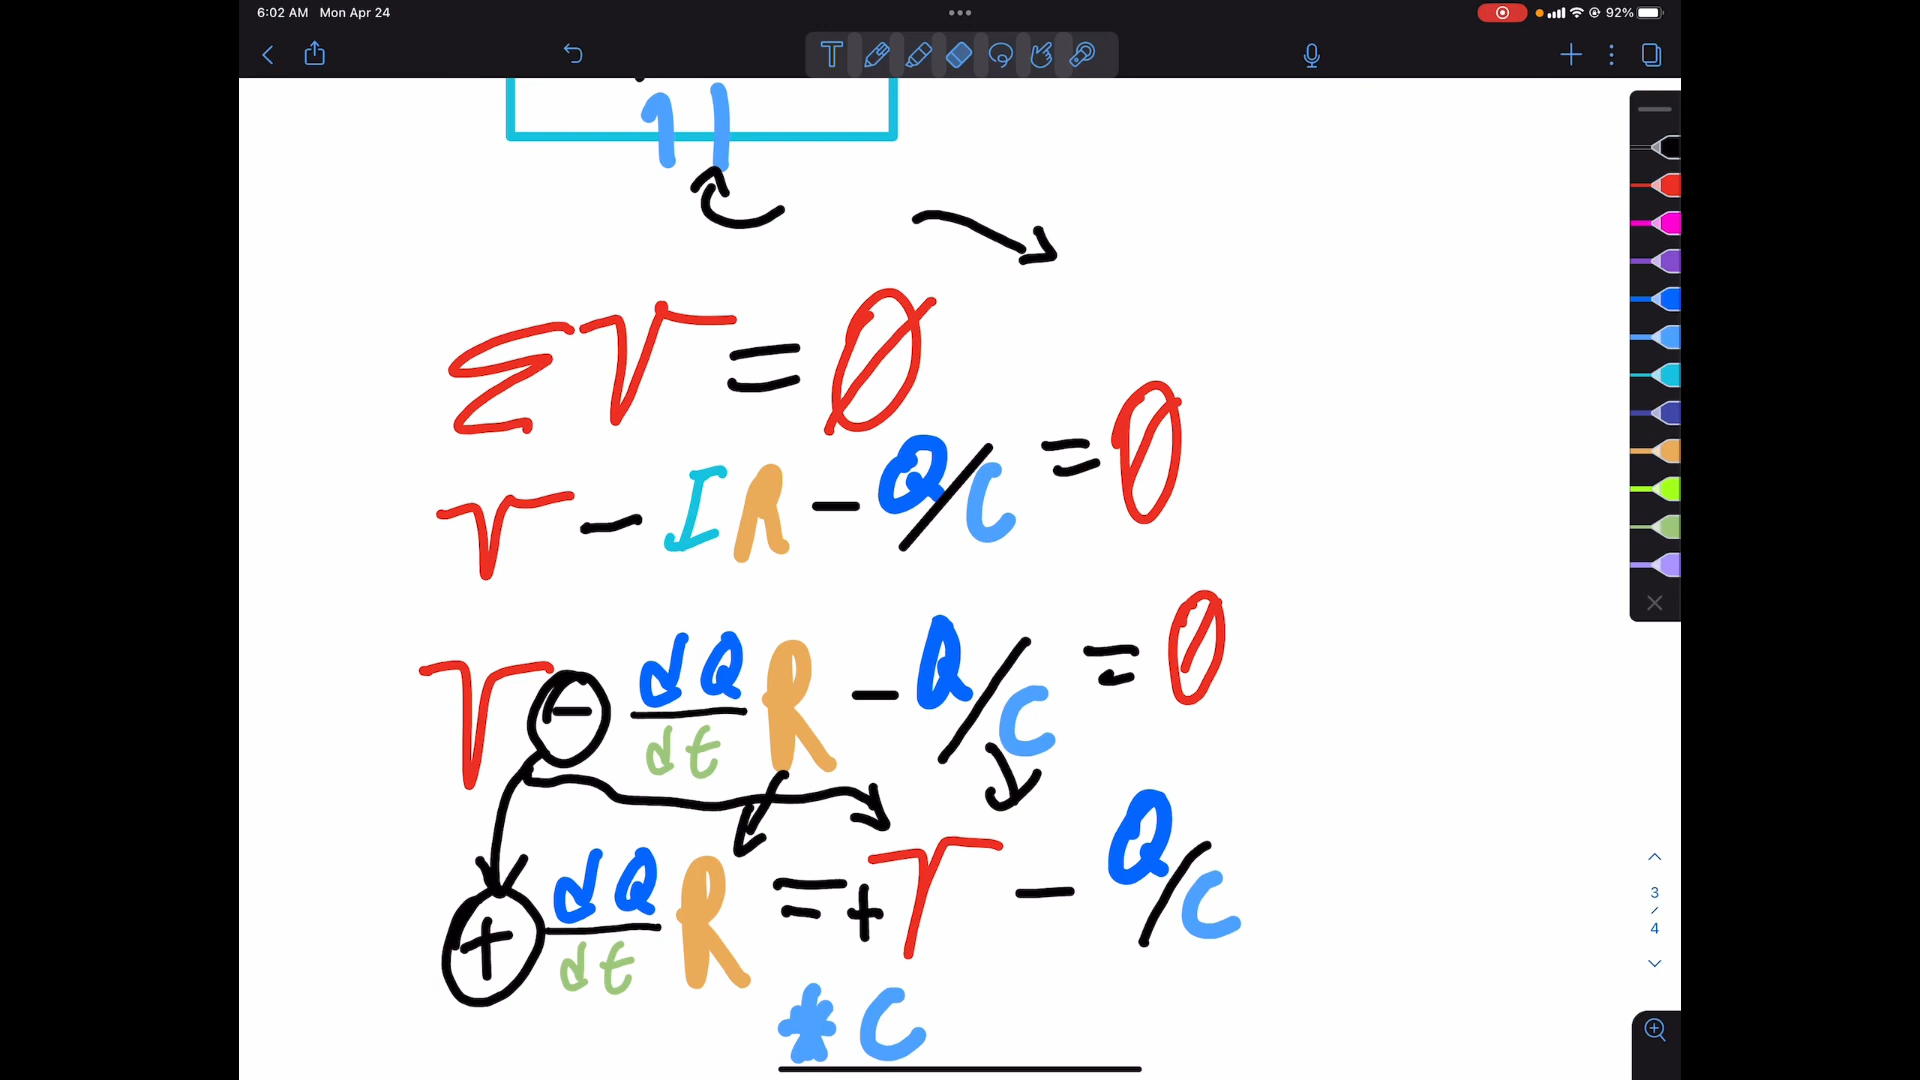 6:02 AM Mon Apr 24 92%
T
ΣV = 0
V - IR - Q/C = 0
V - dQ/dt R - Q/C = 0
+ dQ/dt R = + V - Q/C
* C
3 / 4